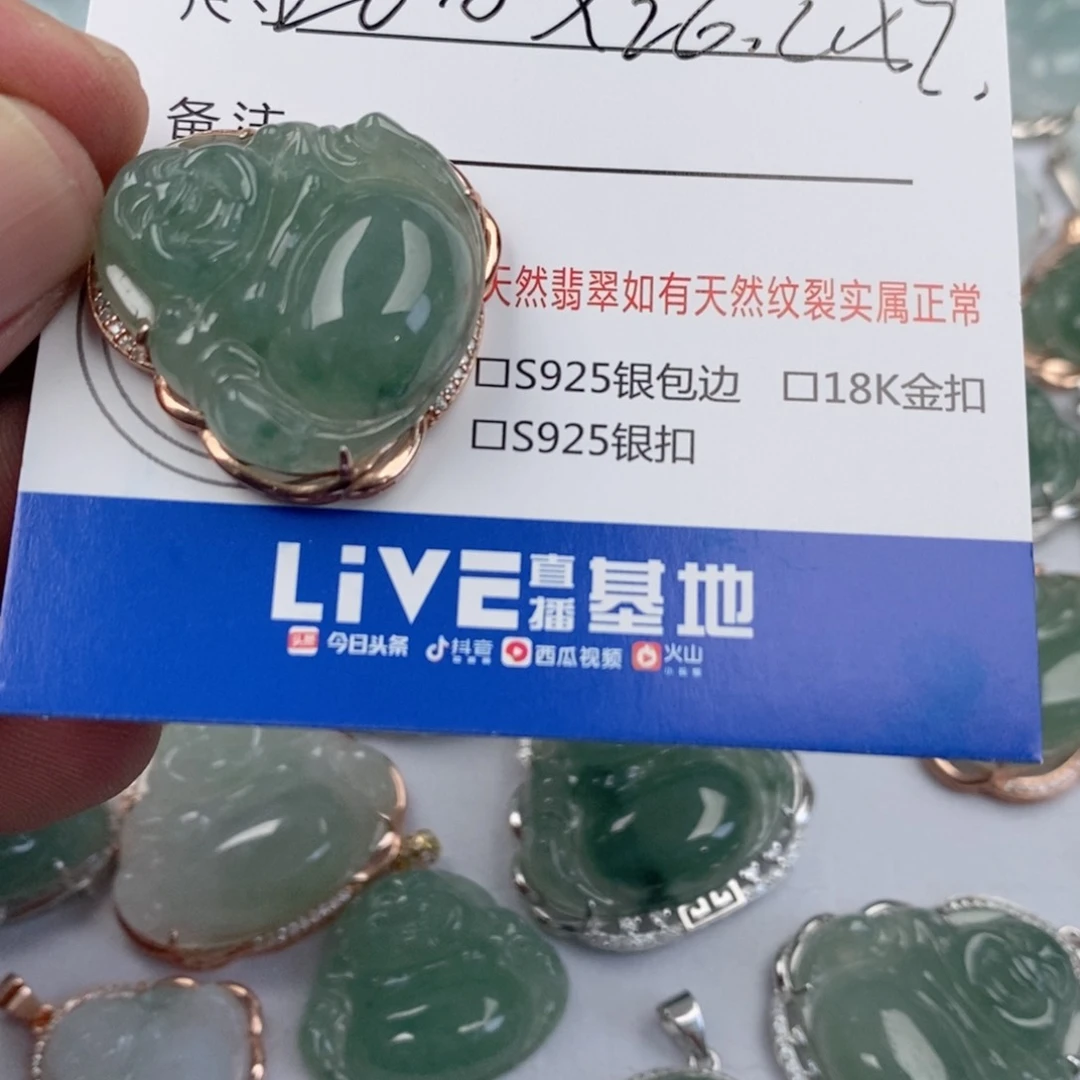 备注
天然翡翠如有天然纹裂实属正常
□S925银包边 □18K金扣
□S925银扣
LiVE直播基地
今日头条 抖音 西瓜视频 火山